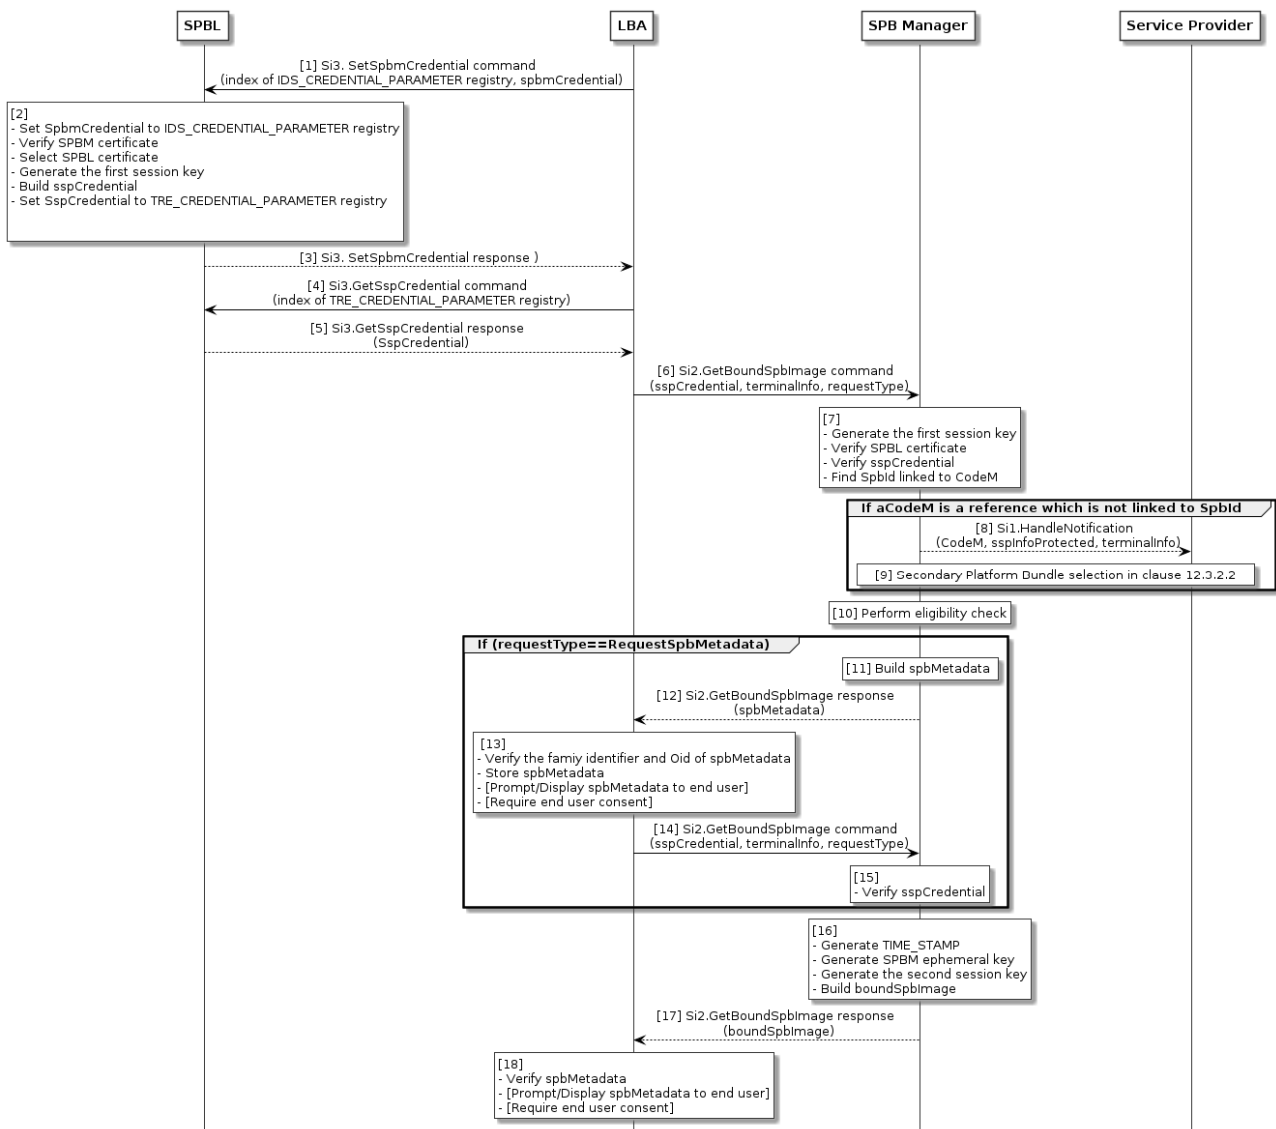 SPBL
LBA
SPB Manager
Service Provider
[1] Si3. SetSpbmCredential command
(index of IDS_CREDENTIAL_PARAMETER registry, spbmCredential)
[2]
- Set SpbmCredential to IDS_CREDENTIAL_PARAMETER registry
- Verify SPBM certificate
- Select SPBL certificate
- Generate the first session key
- Build sspCredential
- Set SspCredential to TRE_CREDENTIAL_PARAMETER registry
[3] Si3. SetSpbmCredential response )
[4] Si3.GetSspCredential command
(index of TRE_CREDENTIAL_PARAMETER registry)
[5] Si3.GetSspCredential response
(SspCredential)
[6] Si2.GetBoundSpbImage command
(sspCredential, terminalInfo, requestType)
[7]
- Generate the first session key
- Verify SPBL certificate
- Verify sspCredential
- Find SpbId linked to CodeM
If aCodeM is a reference which is not linked to SpbId
[8] Si1.HandleNotification
(CodeM, sspInfoProtected, terminalInfo)
[9] Secondary Platform Bundle selection in clause 12.3.2.2
[10] Perform eligibility check
If (requestType==RequestSpbMetadata)
[11] Build spbMetadata
[12] Si2.GetBoundSpbImage response
(spbMetadata)
[13]
- Verify the famiy identifier and Oid of spbMetadata
- Store spbMetadata
- [Prompt/Display spbMetadata to end user]
- [Require end user consent]
[14] Si2.GetBoundSpbImage command
(sspCredential, terminalInfo, requestType)
[15]
- Verify sspCredential
[16]
- Generate TIME_STAMP
- Generate SPBM ephemeral key
- Generate the second session key
- Build boundSpbImage
[17] Si2.GetBoundSpbImage response
(boundSpbImage)
[18]
- Verify spbMetadata
- [Prompt/Display spbMetadata to end user]
- [Require end user consent]